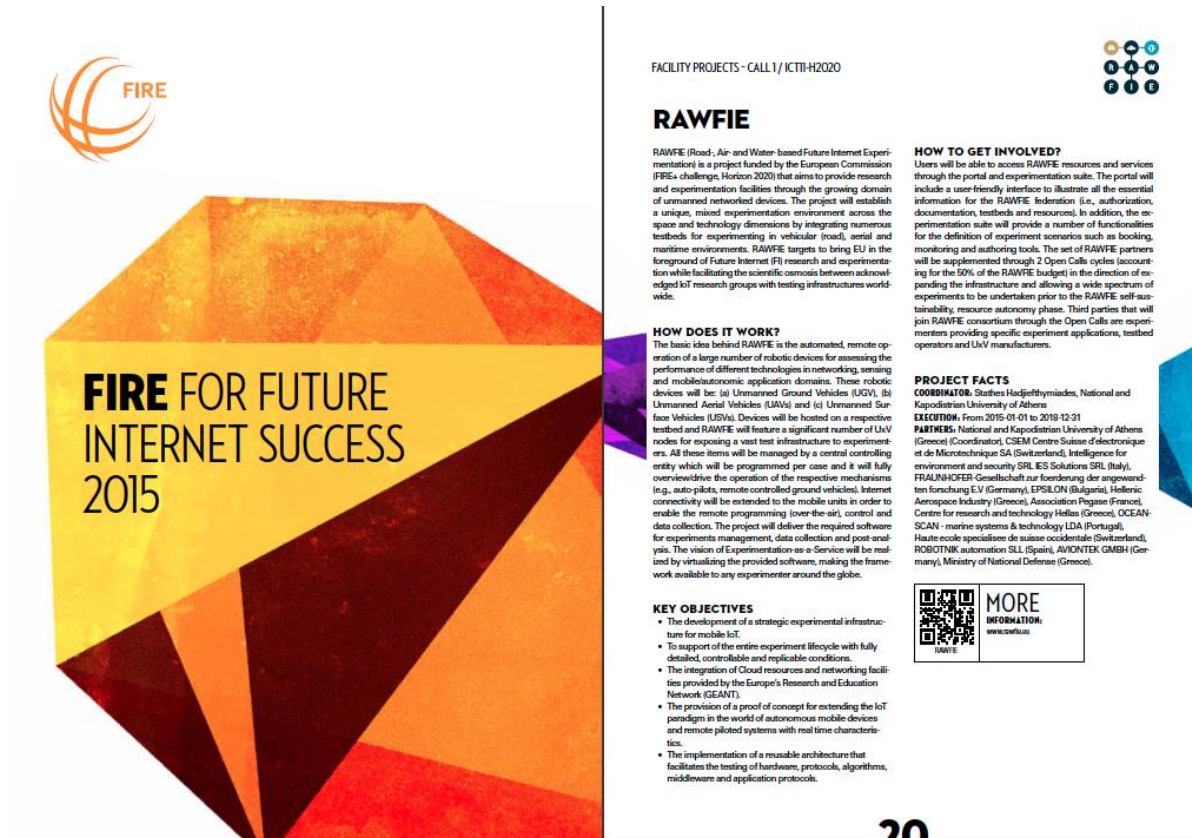 FIRE
FIRE FOR FUTURE
INTERNET SUCCESS
2015
FACILITY PROJECTS - CALL 1 / ICT11-H2020
R A W
F I E
RAWFIE
RAWFIE (Road-, Air- and Water- based Future Internet Experi-
mentation) is a project funded by the European Commission
(FIRE+ challenge, Horizon 2020) that aims to provide research
and experimentation facilities through the growing domain
of unmanned networked devices. The project will establish
a unique, mixed experimentation environment across the
space and technology dimensions by integrating numerous
testbeds for experimenting in vehicular (road), aerial and
maritime environments. RAWFIE targets to bring EU in the
foreground of Future Internet (FI) research and experimenta-
tion while facilitating the scientific osmosis between acknowl-
edged IoT research groups with testing infrastructures world-
wide.
HOW DOES IT WORK?
The basic idea behind RAWFIE is the automated, remote op-
eration of a large number of robotic devices for assessing the
performance of different technologies in networking, sensing
and mobile/autonomic application domains. These robotic
devices will be: (a) Unmanned Ground Vehicles (UGV), (b)
Unmanned Aerial Vehicles (UAVs) and (c) Unmanned Sur-
face Vehicles (USVs). Devices will be hosted on a respective
testbed and RAWFIE will feature a significant number of UxV
nodes for exposing a vast test infrastructure to experiment-
ers. All these items will be managed by a central controlling
entity which will be programmed per case and it will fully
overview/drive the operation of the respective mechanisms
(e.g., auto-pilots, remote controlled ground vehicles). Internet
connectivity will be extended to the mobile units in order to
enable the remote programming (over-the-air), control and
data collection. The project will deliver the required software
for experiments management, data collection and post-anal-
ysis. The vision of Experimentation-as-a-Service will be real-
ized by virtualizing the provided software, making the frame-
work available to any experimenter around the globe.
KEY OBJECTIVES
• The development of a strategic experimental infrastruc-
ture for mobile IoT.
• To support of the entire experiment lifecycle with fully
detailed, controllable and replicable conditions.
• The integration of Cloud resources and networking facili-
ties provided by the Europe's Research and Education
Network (GEANT).
• The provision of a proof of concept for extending the IoT
paradigm in the world of autonomous mobile devices
and remote piloted systems with real time characteris-
tics.
• The implementation of a reusable architecture that
facilitates the testing of hardware, protocols, algorithms,
middleware and application protocols.
HOW TO GET INVOLVED?
Users will be able to access RAWFIE resources and services
through the portal and experimentation suite. The portal will
include a user-friendly interface to illustrate all the essential
information for the RAWFIE federation (i.e., authorization,
documentation, testbeds and resources). In addition, the ex-
perimentation suite will provide a number of functionalities
for the definition of experiment scenarios such as booking,
monitoring and authoring tools. The set of RAWFIE partners
will be supplemented through 2 Open Calls cycles (account-
ing for the 50% of the RAWFIE budget) in the direction of ex-
panding the infrastructure and allowing a wide spectrum of
experiments to be undertaken prior to the RAWFIE self-sus-
tainability, resource autonomy phase. Third parties that will
join RAWFIE consortium through the Open Calls are experi-
menters providing specific experiment applications, testbed
operators and UxV manufacturers.
PROJECT FACTS
COORDINATOR: Stathes Hadjiefthymiades, National and
Kapodistrian University of Athens
EXECUTION: From 2015-01-01 to 2018-12-31
PARTNERS: National and Kapodistrian University of Athens
(Greece) (Coordinator), CSEM Centre Suisse d'electronique
et de Microtechnique SA (Switzerland), Intelligence for
environment and security SRL IES Solutions SRL (Italy),
FRAUNHOFER-Gesellschaft zur foerderung der angewand-
ten forschung E.V (Germany), EPSILON (Bulgaria), Hellenic
Aerospace Industry (Greece), Association Pegase (France),
Centre for research and technology Hellas (Greece), OCEAN-
SCAN - marine systems & technology LDA (Portugal),
Haute ecole specialisee de suisse occidentale (Switzerland),
ROBOTNIK automation SLL (Spain), AVIONTEK GMBH (Ger-
many), Ministry of National Defense (Greece).
RAWFIE
MORE
INFORMATION:
www.rawfie.eu
20